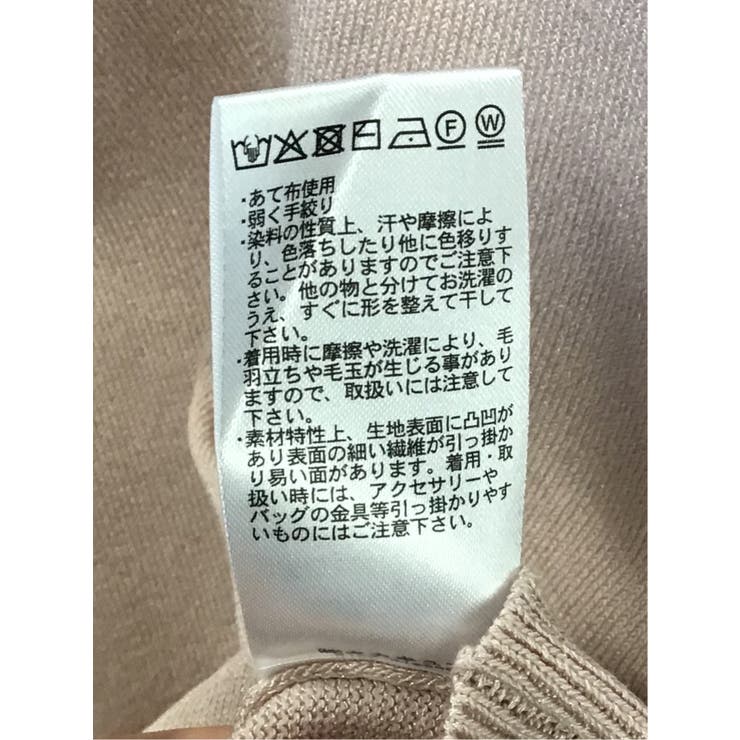 F W
・あて布使用
・弱く手絞り
・染料の性質上、汗や摩擦によ
り、色落ちしたり他に色移りす
ることがありますのでご注意下
さい。他の物と分けてお洗濯の
うえ、すぐに形を整えて干して
下さい。
・着用時に摩擦や洗濯により、毛
羽立ちや毛玉が生じる事があり
ますので、取扱いには注意して
下さい。
・素材特性上、生地表面に凸凹が
あり表面の細い繊維が引っ掛か
り易い面があります。着用・取
扱い時には、アクセサリーや
バッグの金具等引っ掛かりやす
いものにはご注意下さい。